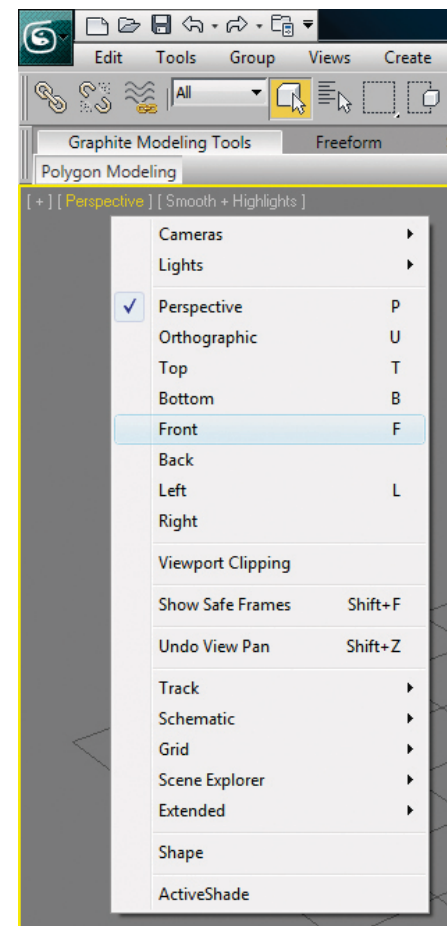 Edit Tools Group Views Create
All
Graphite Modeling Tools Freeform
Polygon Modeling
[ + ] [ Perspective ] [ Smooth + Highlights ]
Cameras
Lights
Perspective P
Orthographic U
Top T
Bottom B
Front F
Back
Left L
Right
Viewport Clipping
Show Safe Frames Shift+F
Undo View Pan Shift+Z
Track
Schematic
Grid
Scene Explorer
Extended
Shape
ActiveShade